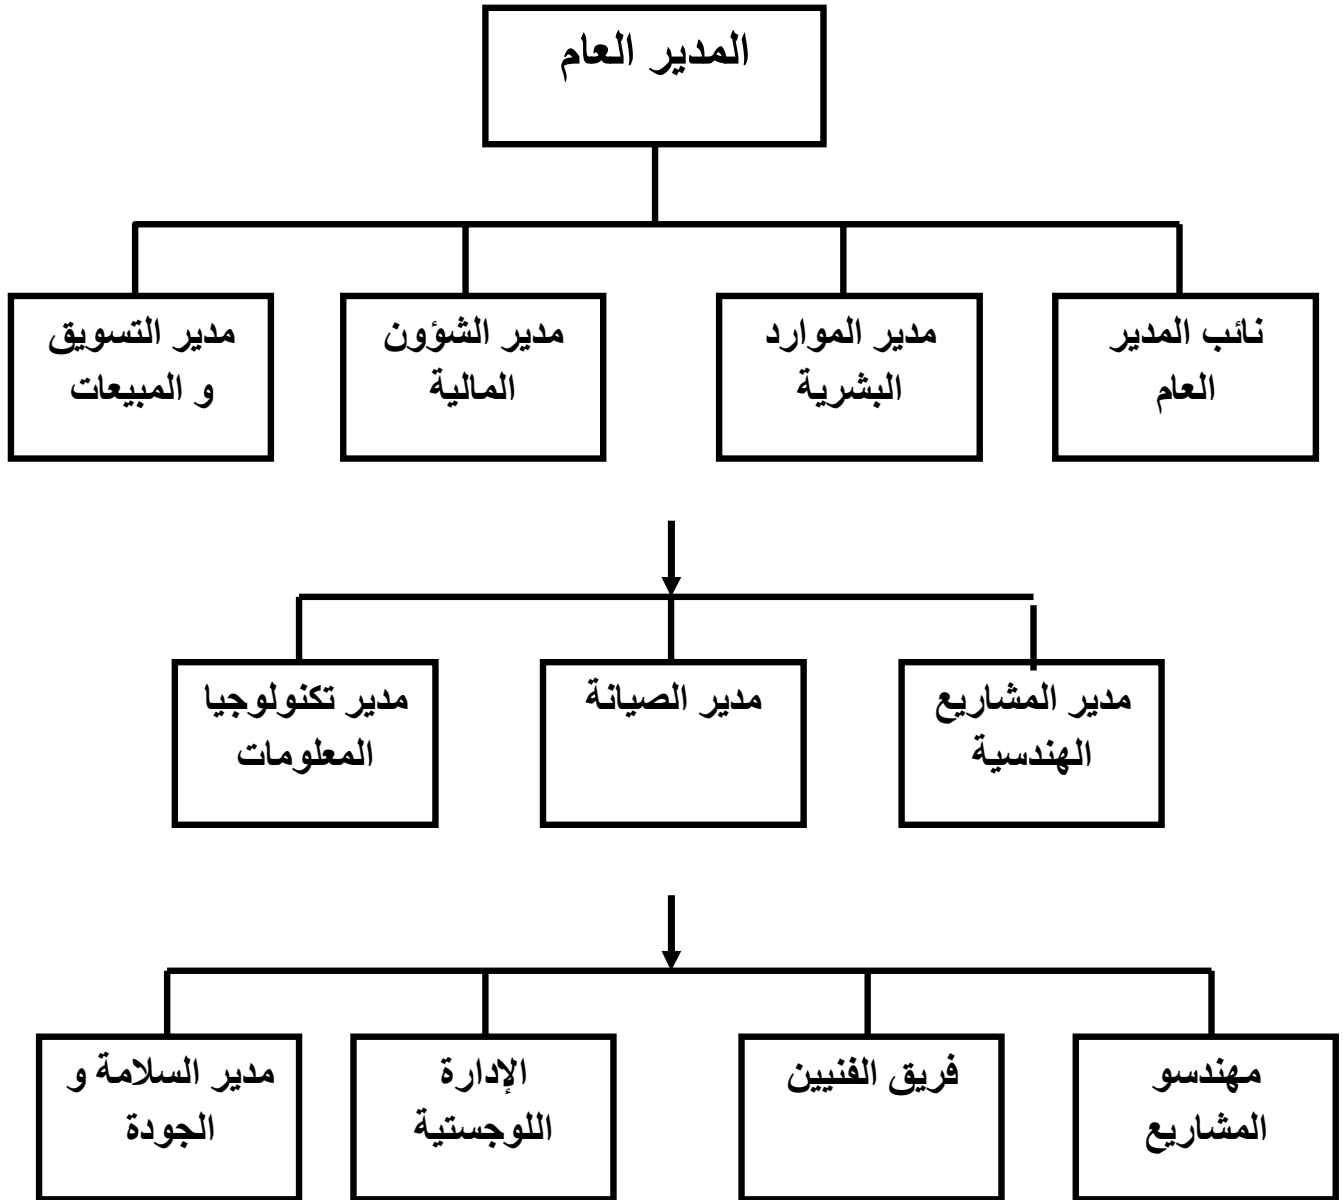 المدير العام
نائب المدير
العام
مدير الموارد
البشرية
مدير الشؤون
المالية
مدير التسويق
و المبيعات
مدير المشاريع
الهندسية
مدير الصيانة
مدير تكنولوجيا
المعلومات
مهندسو
المشاريع
فريق الفنيين
الإدارة
اللوجستية
مدير السلامة و
الجودة